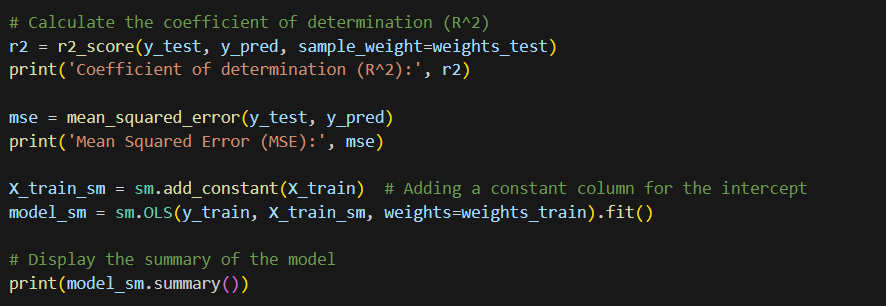 # Calculate the coefficient of determination (R^2)
r2 = r2_score(y_test, y_pred, sample_weight=weights_test)
print('Coefficient of determination (R^2):', r2)
mse = mean_squared_error(y_test, y_pred)
print('Mean Squared Error (MSE):', mse)
X_train_sm = sm.add_constant(X_train)  # Adding a constant column for the intercept
model_sm = sm.OLS(y_train, X_train_sm, weights=weights_train).fit()
# Display the summary of the model
print(model_sm.summary())